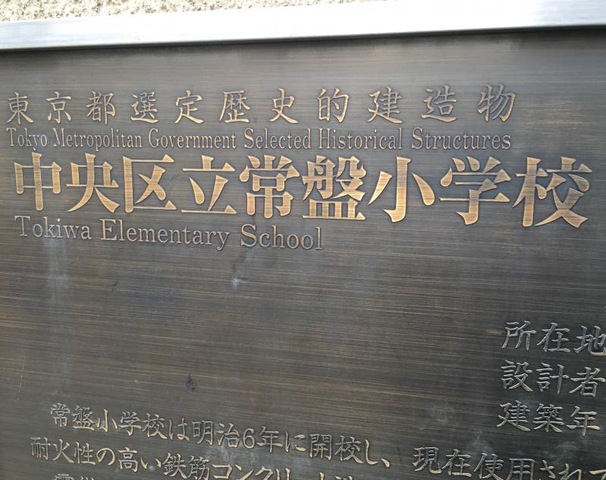 東京都選定歴史的建造物
Tokyo Metropolitan Government Selected Historical Structures
中央区立常盤小学校
Tokiwa Elementary School
所在地
設計者
建築年
常盤小学校は明治6年に開校し、現在使用されて
耐火性の高い鉄筋コンクリート